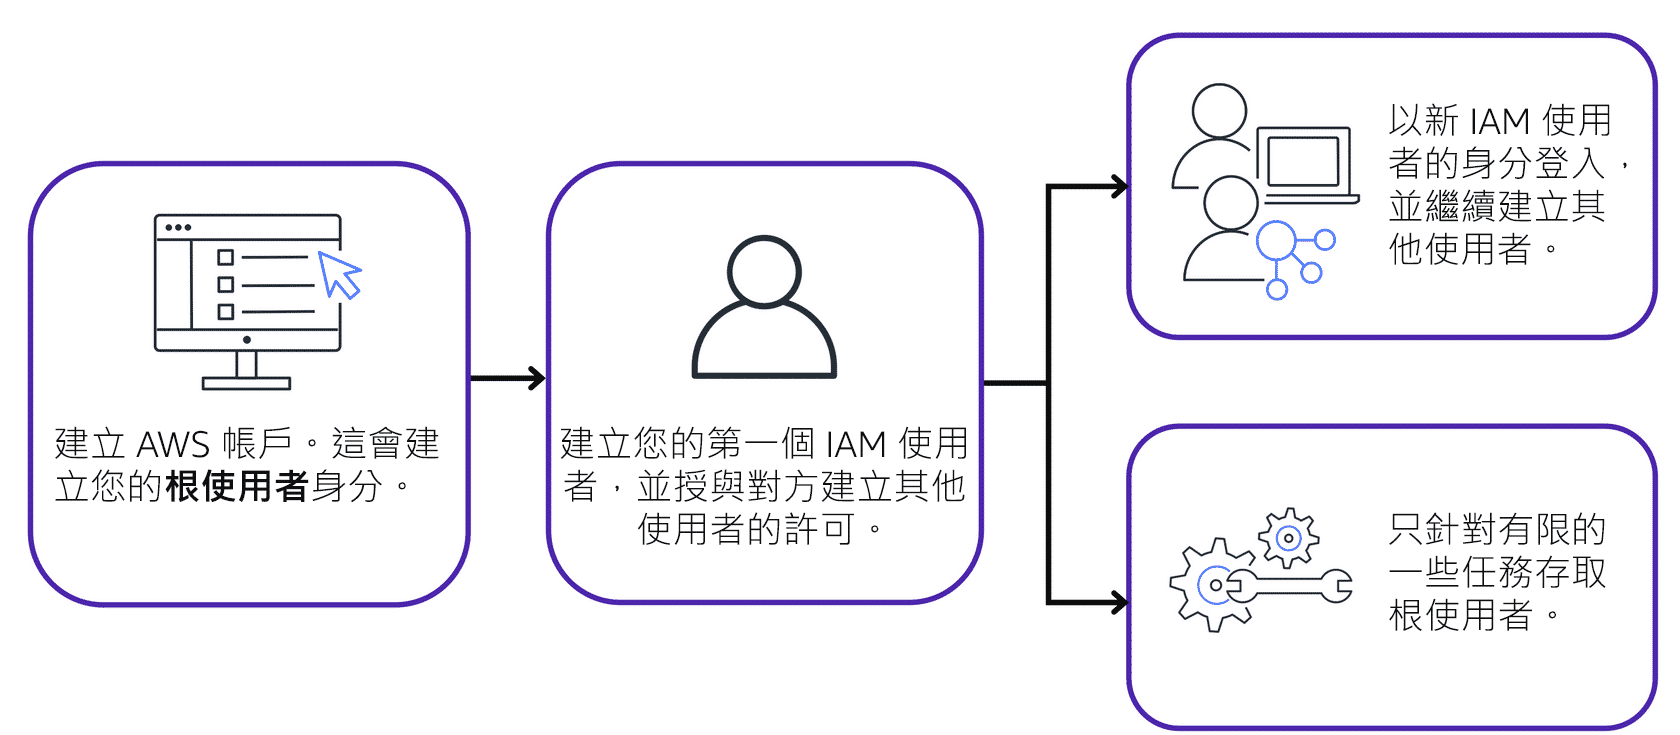 建立 AWS 帳戶。這會建
立您的根使用者身分。
建立您的第一個 IAM 使用
者，並授與對方建立其他
使用者的許可。
以新 IAM 使用
者的身分登入，
並繼續建立其
他使用者。
只針對有限的
一些任務存取
根使用者。